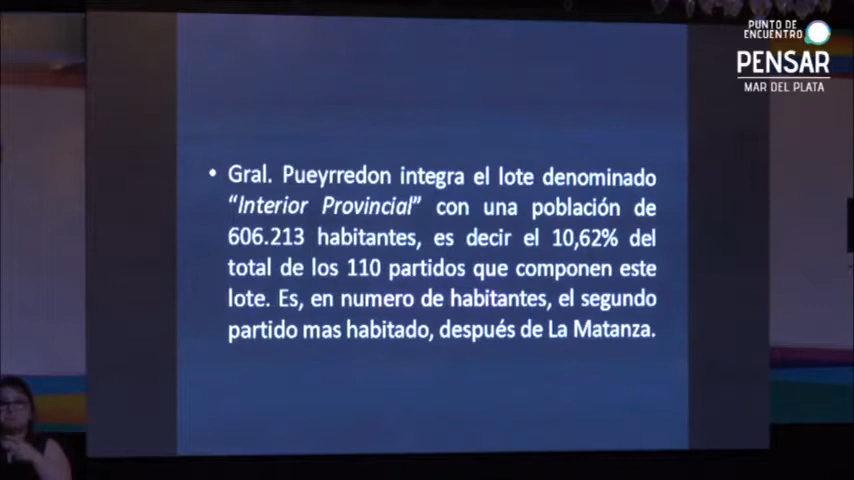 PUNTO DE
ENCUENTRO
PENSAR
MAR DEL PLATA
• Gral. Pueyrredon integra el lote denominado
“Interior Provincial” con una población de
606.213 habitantes, es decir el 10,62% del
total de los 110 partidos que componen este
lote. Es, en numero de habitantes, el segundo
partido mas habitado, después de La Matanza.